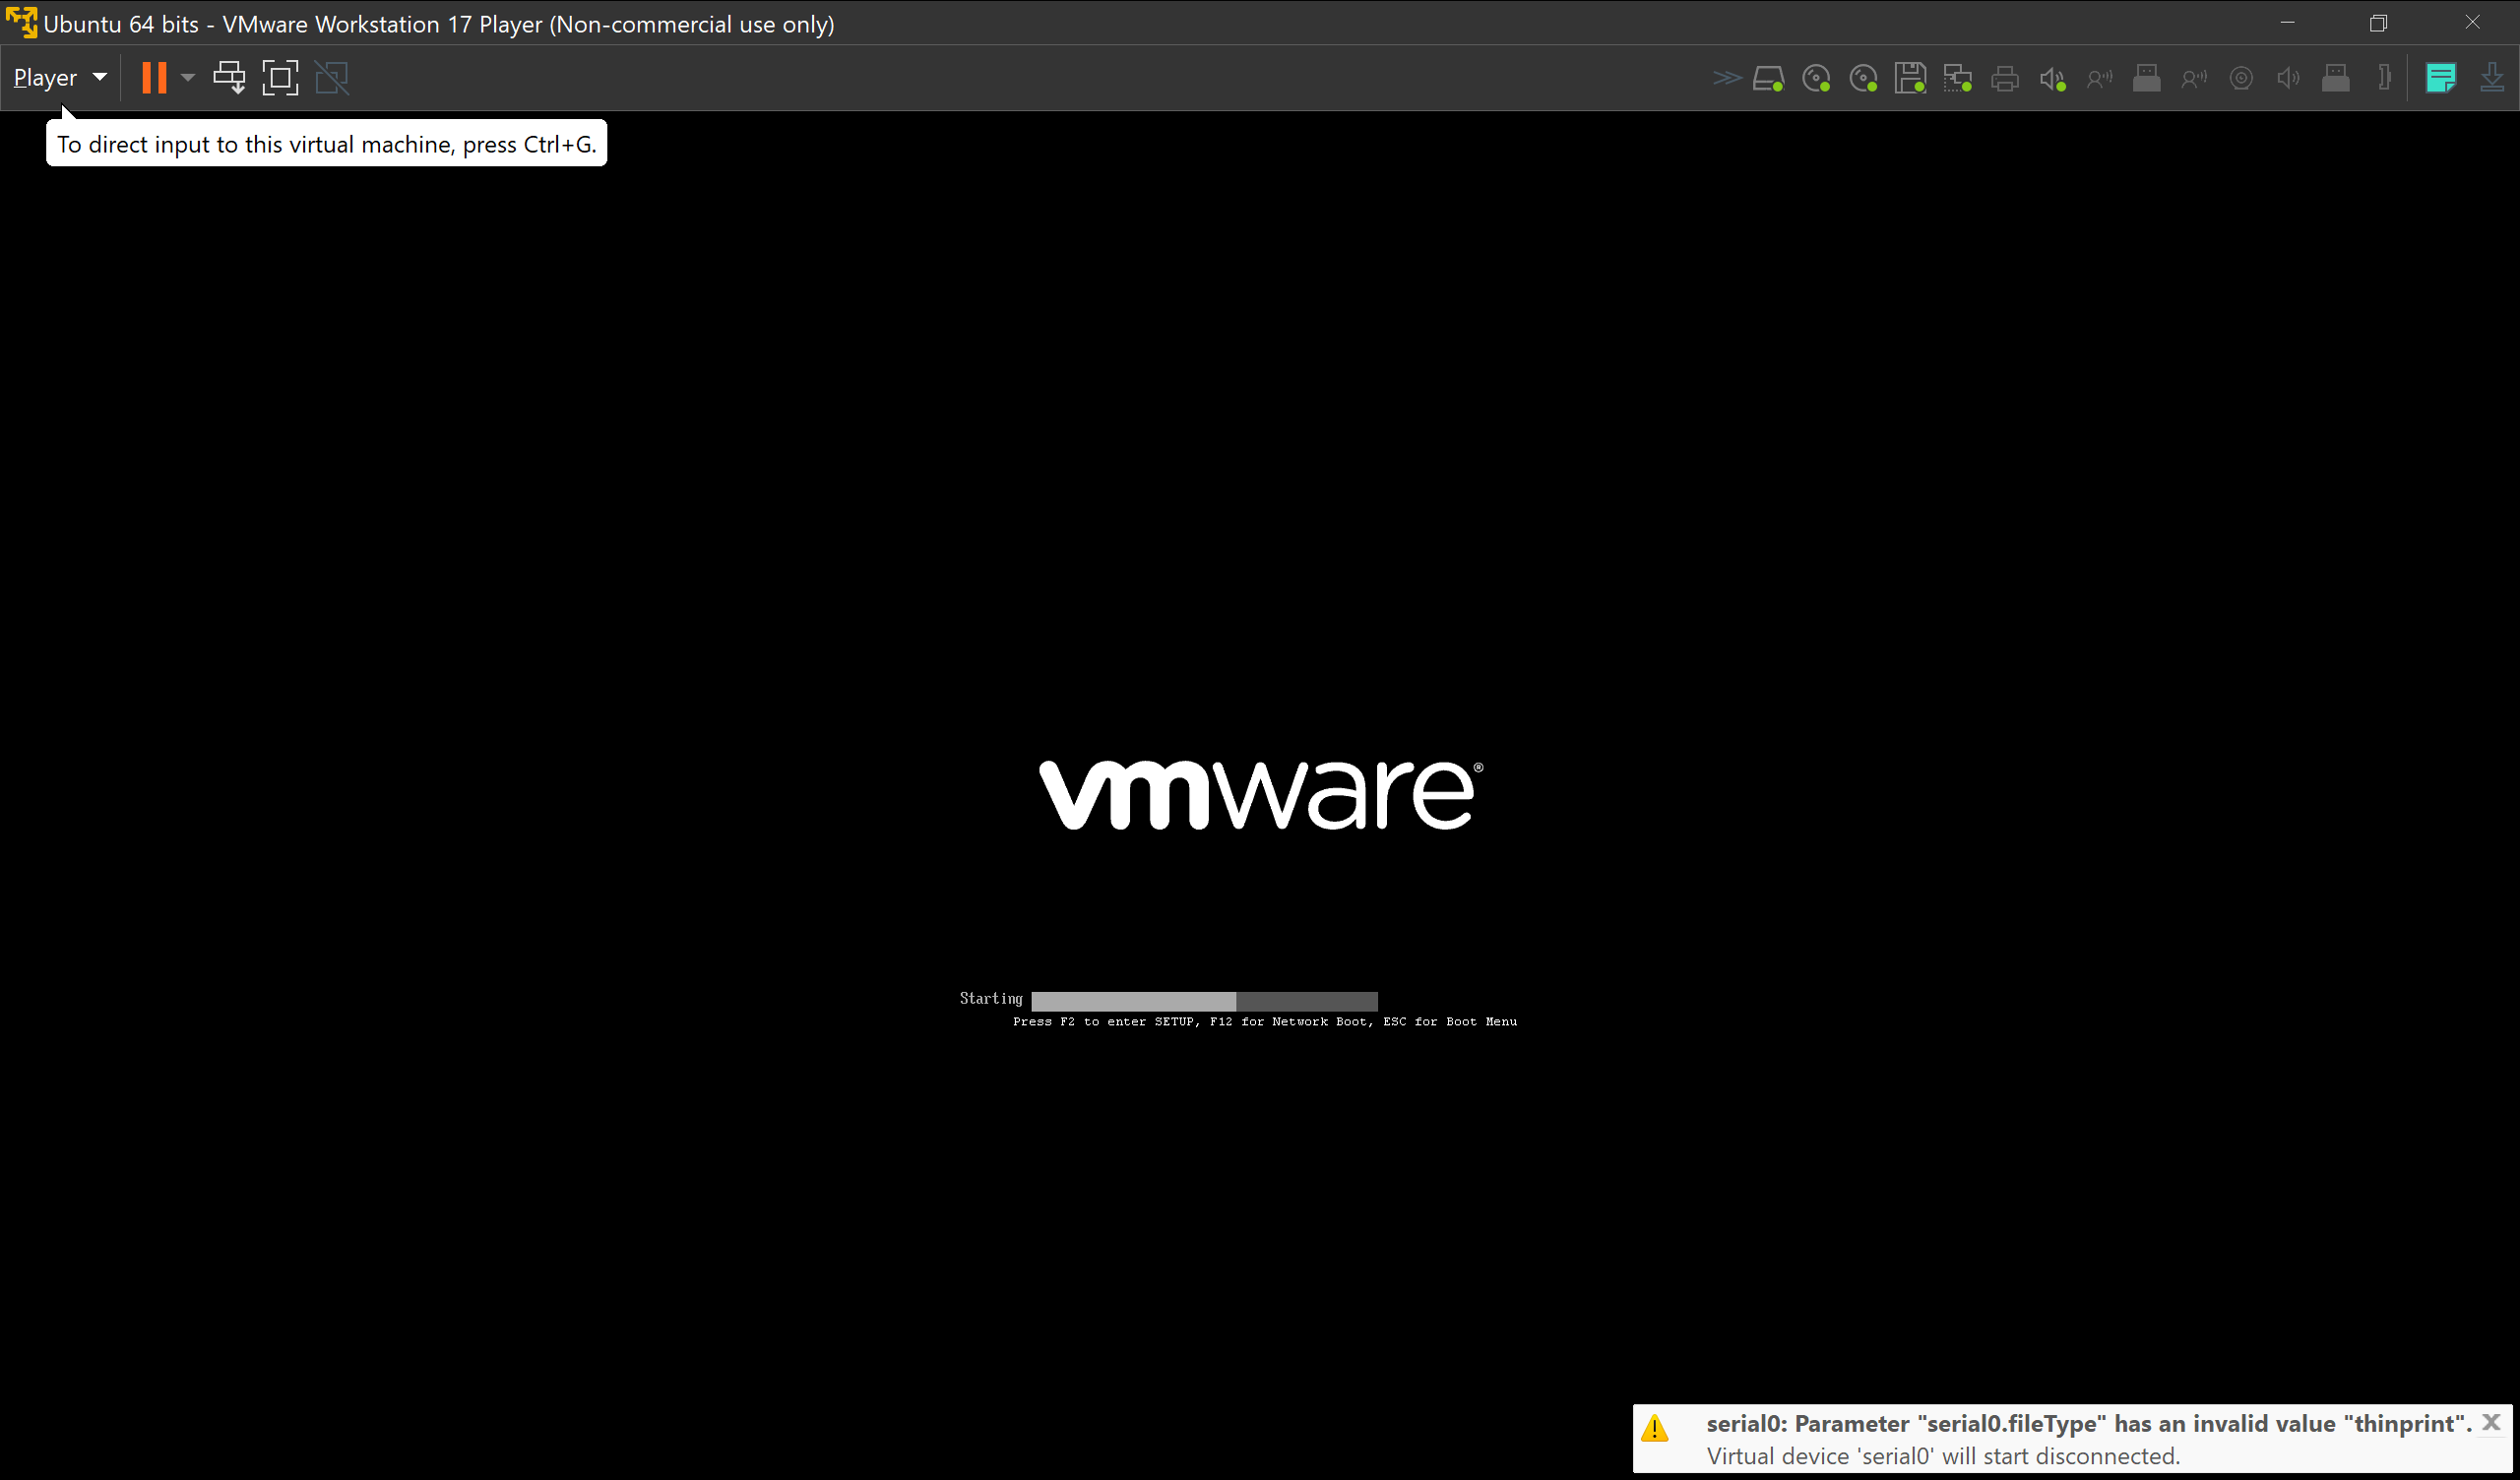 Ubuntu 64 bits - VMware Workstation 17 Player (Non-commercial use only)
Player
To direct input to this virtual machine, press Ctrl+G.
vmware®
Starting
Press F2 to enter SETUP, F12 for Network Boot, ESC for Boot Menu
serial0: Parameter "serial0.fileType" has an invalid value "thinprint".
Virtual device 'serial0' will start disconnected.